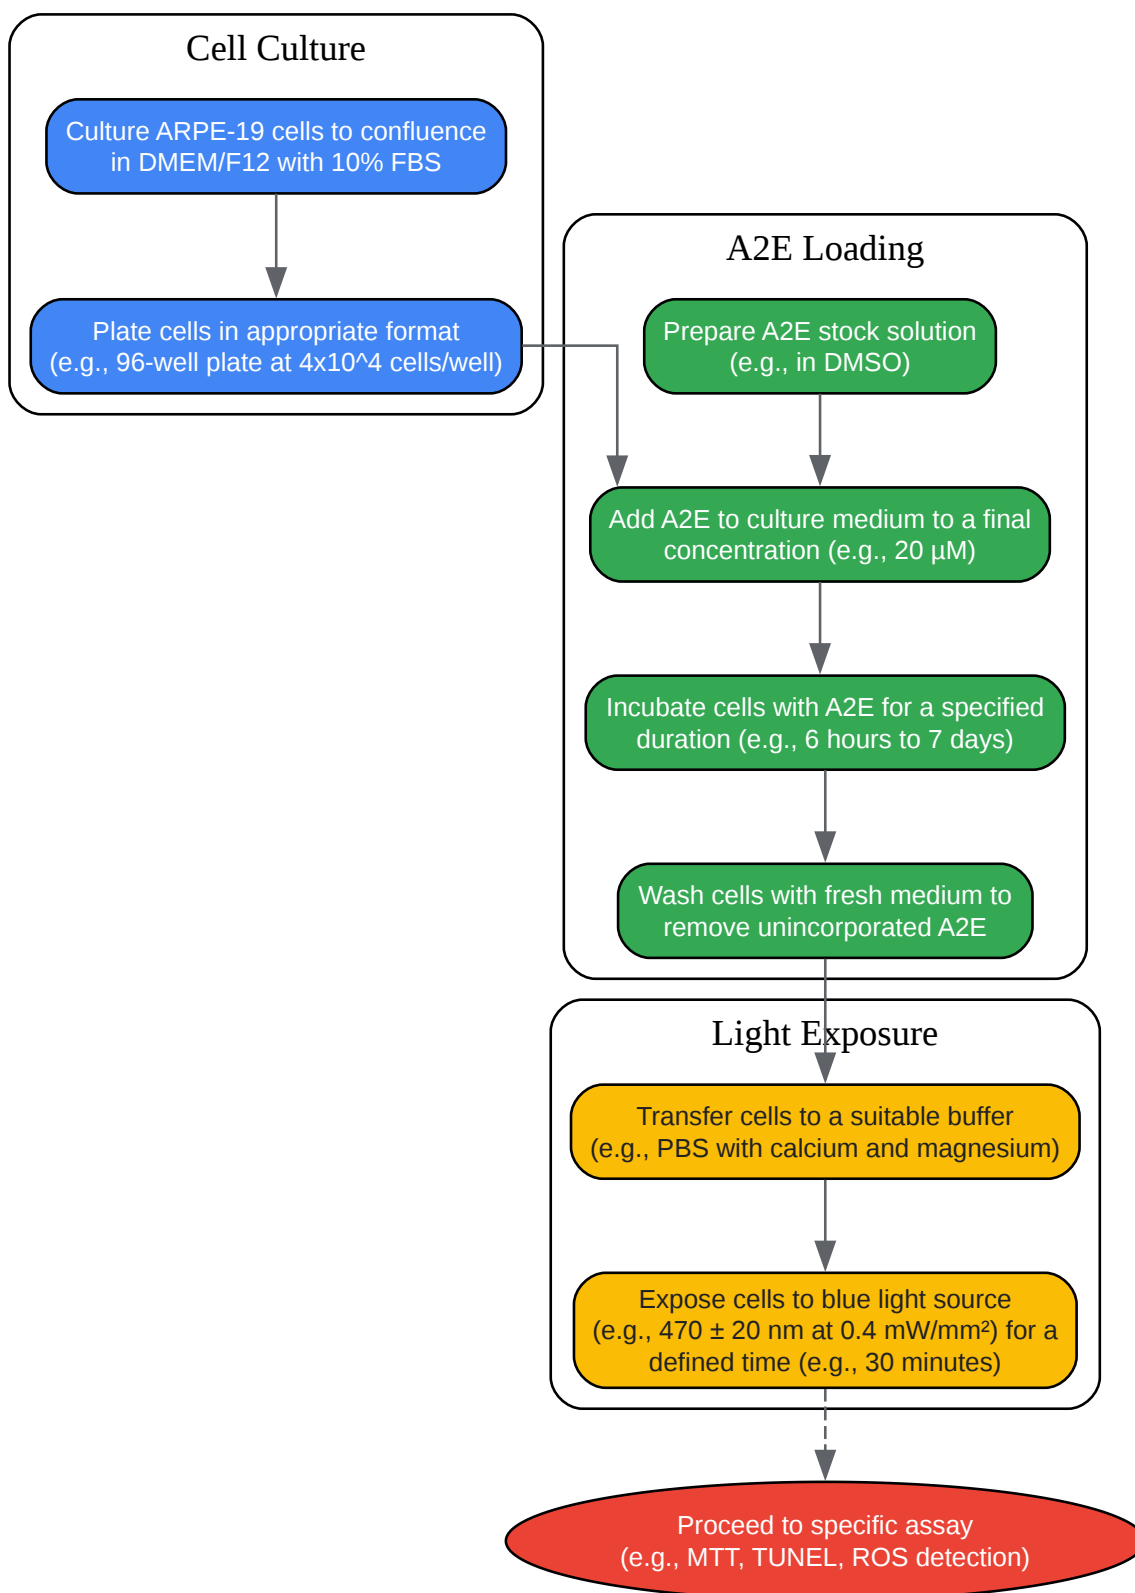 Cell Culture
Culture ARPE-19 cells to confluence
in DMEM/F12 with 10% FBS
Plate cells in appropriate format
(e.g., 96-well plate at 4x10^4 cells/well)
A2E Loading
Prepare A2E stock solution
(e.g., in DMSO)
Add A2E to culture medium to a final
concentration (e.g., 20 µM)
Incubate cells with A2E for a specified
duration (e.g., 6 hours to 7 days)
Wash cells with fresh medium to
remove unincorporated A2E
Light Exposure
Transfer cells to a suitable buffer
(e.g., PBS with calcium and magnesium)
Expose cells to blue light source
(e.g., 470 ± 20 nm at 0.4 mW/mm²) for a
defined time (e.g., 30 minutes)
Proceed to specific assay
(e.g., MTT, TUNEL, ROS detection)